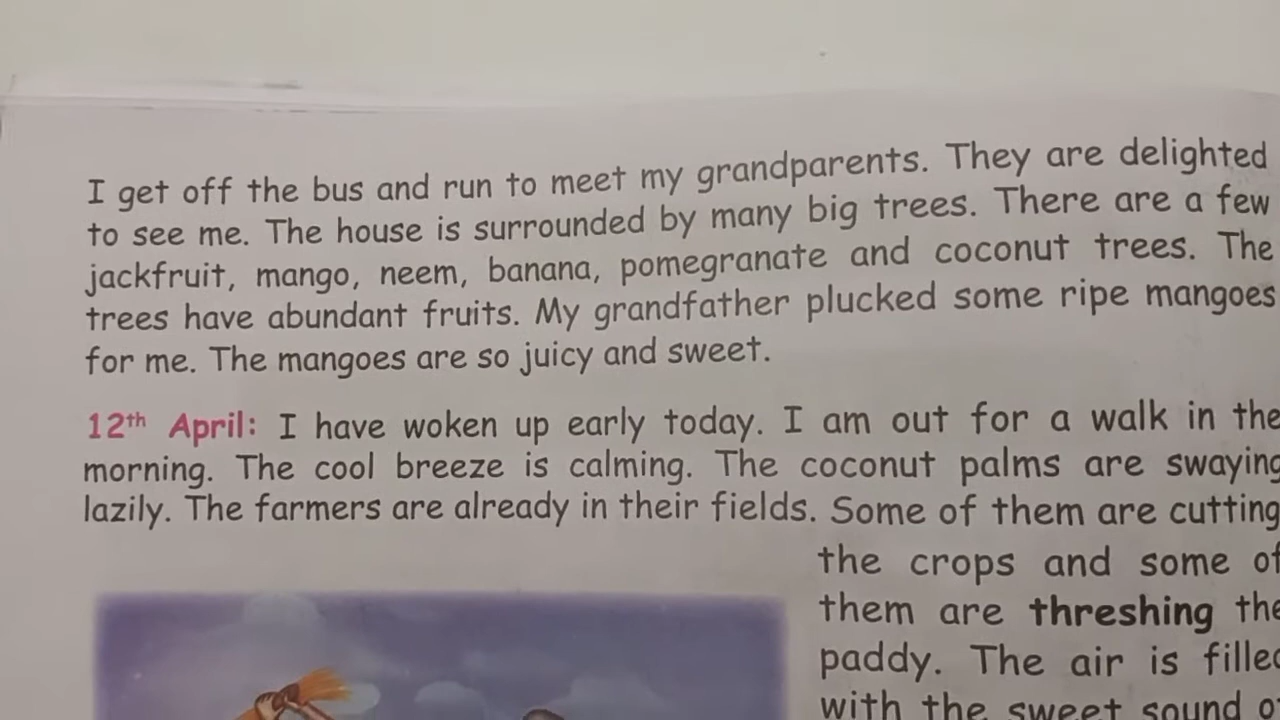 I get off the bus and run to meet my grandparents. They are delighted
to see me. The house is surrounded by many big trees. There are a few
jackfruit, mango, neem, banana, pomegranate and coconut trees. The
trees have abundant fruits. My grandfather plucked some ripe mangoes
for me. The mangoes are so juicy and sweet.
12th April: I have woken up early today. I am out for a walk in the
morning. The cool breeze is calming. The coconut palms are swaying
lazily. The farmers are already in their fields. Some of them are cutting
the crops and some of
them are threshing the
paddy. The air is filled
with the sweet sound